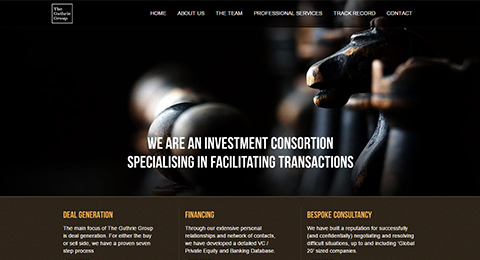 The
Guthrie
Group
HOME ABOUT US THE TEAM PROFESSIONAL SERVICES TRACK RECORD CONTACT
WE ARE AN INVESTMENT CONSORTION
SPECIALISING IN FACILITATING TRANSACTIONS
DEAL GENERATION
The main focus of The Guthrie Group
is deal generation. For either the buy
or sell side, we have a proven seven
step process
FINANCING
Through our extensive personal
relationships and network of contacts,
we have developed a detailed VC /
Private Equity and Banking Database.
BESPOKE CONSULTANCY
We have built a reputation for successfully
(and confidentially) negotiating and resolving
difficult situations, up to and including 'Global
20' sized companies.